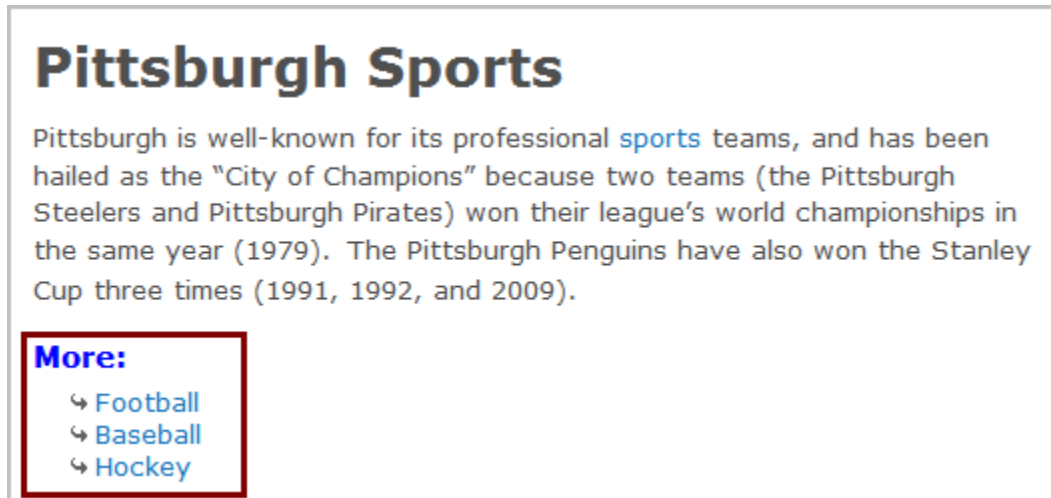 Pittsburgh Sports
Pittsburgh is well-known for its professional sports teams, and has been
hailed as the “City of Champions” because two teams (the Pittsburgh
Steelers and Pittsburgh Pirates) won their league’s world championships in
the same year (1979).  The Pittsburgh Penguins have also won the Stanley
Cup three times (1991, 1992, and 2009).
More:
Football
Baseball
Hockey